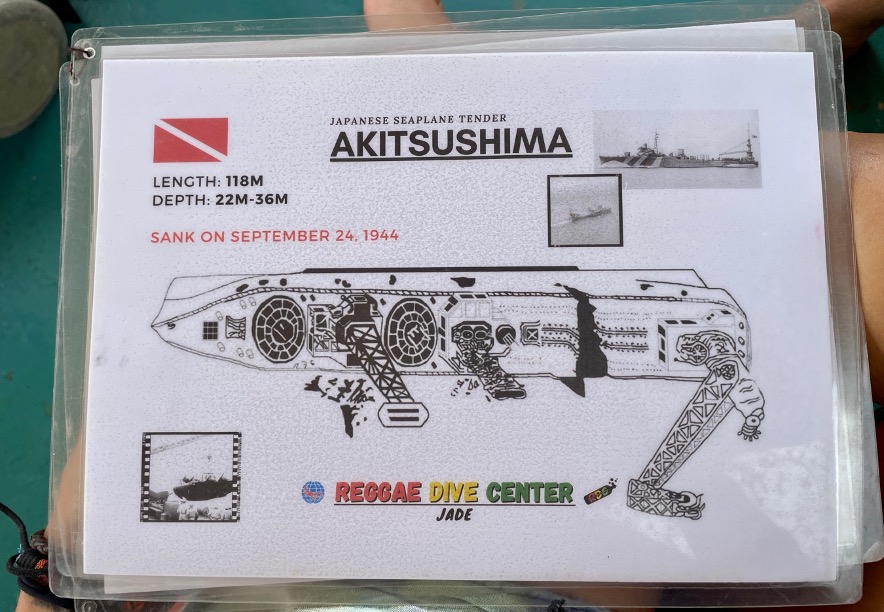 JAPANESE SEAPLANE TENDER
AKITSUSHIMA
LENGTH: 118M
DEPTH: 22M-36M
SANK ON SEPTEMBER 24, 1944
REGGAE DIVE CENTER
JADE